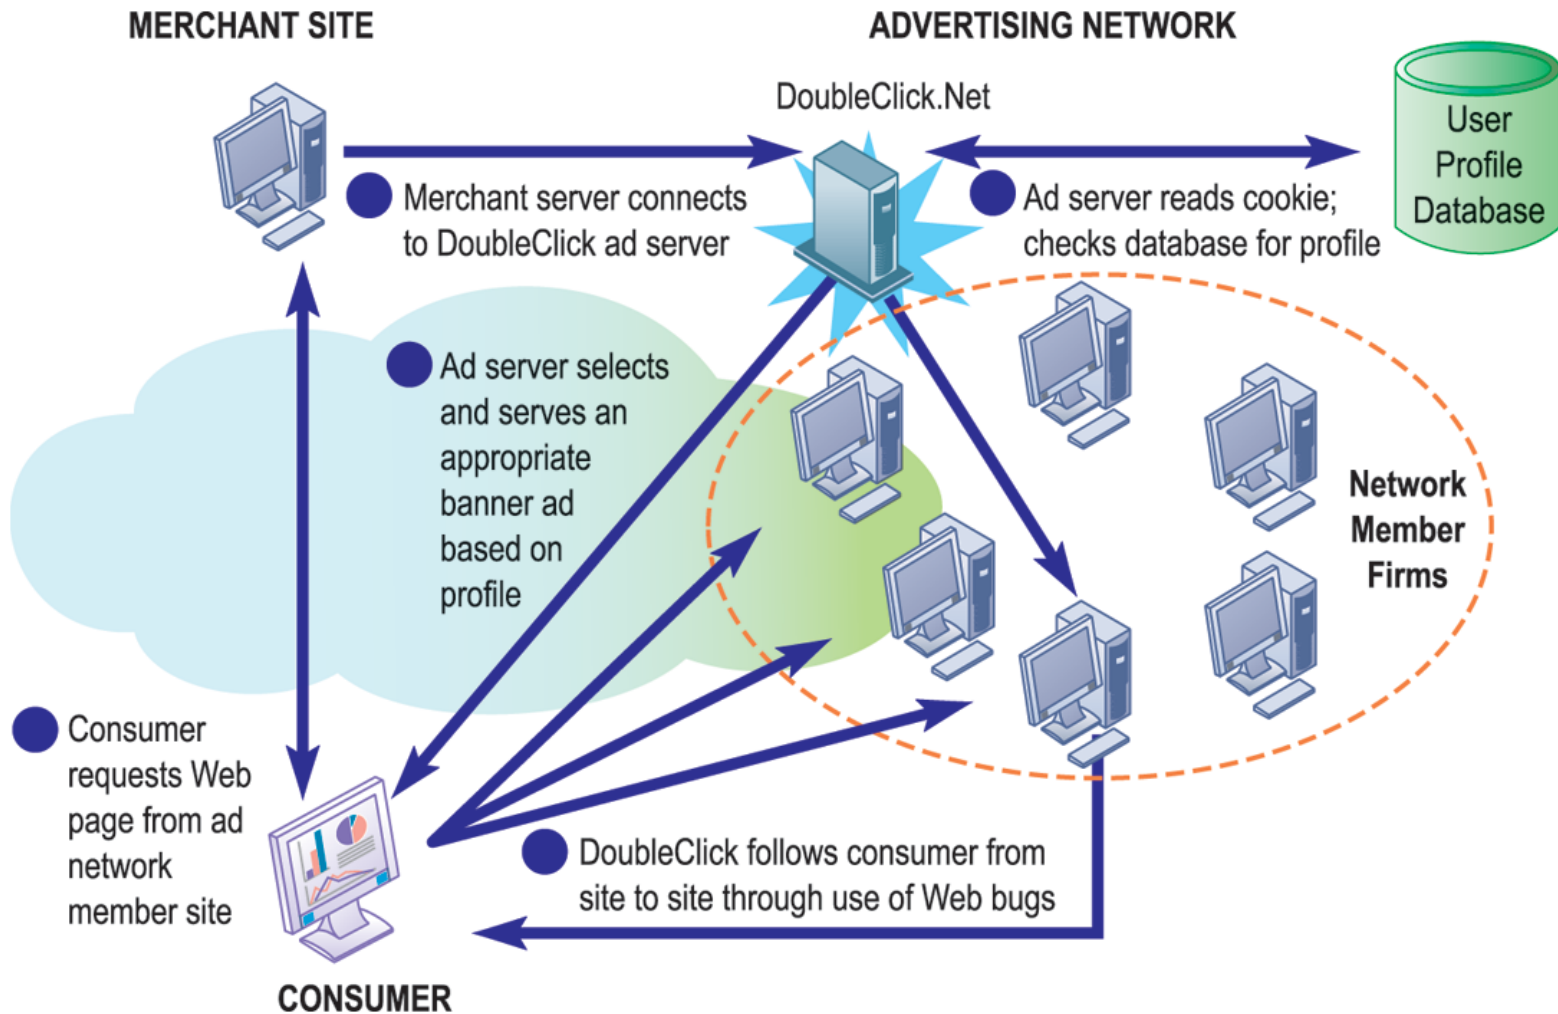 MERCHANT SITE
ADVERTISING NETWORK
DoubleClick.Net
User
Profile
Database
Merchant server connects
to DoubleClick ad server
Ad server reads cookie;
checks database for profile
Ad server selects
and serves an
appropriate
banner ad
based on
profile
Network
Member
Firms
Consumer
requests Web
page from ad
network
member site
DoubleClick follows consumer from
site to site through use of Web bugs
CONSUMER